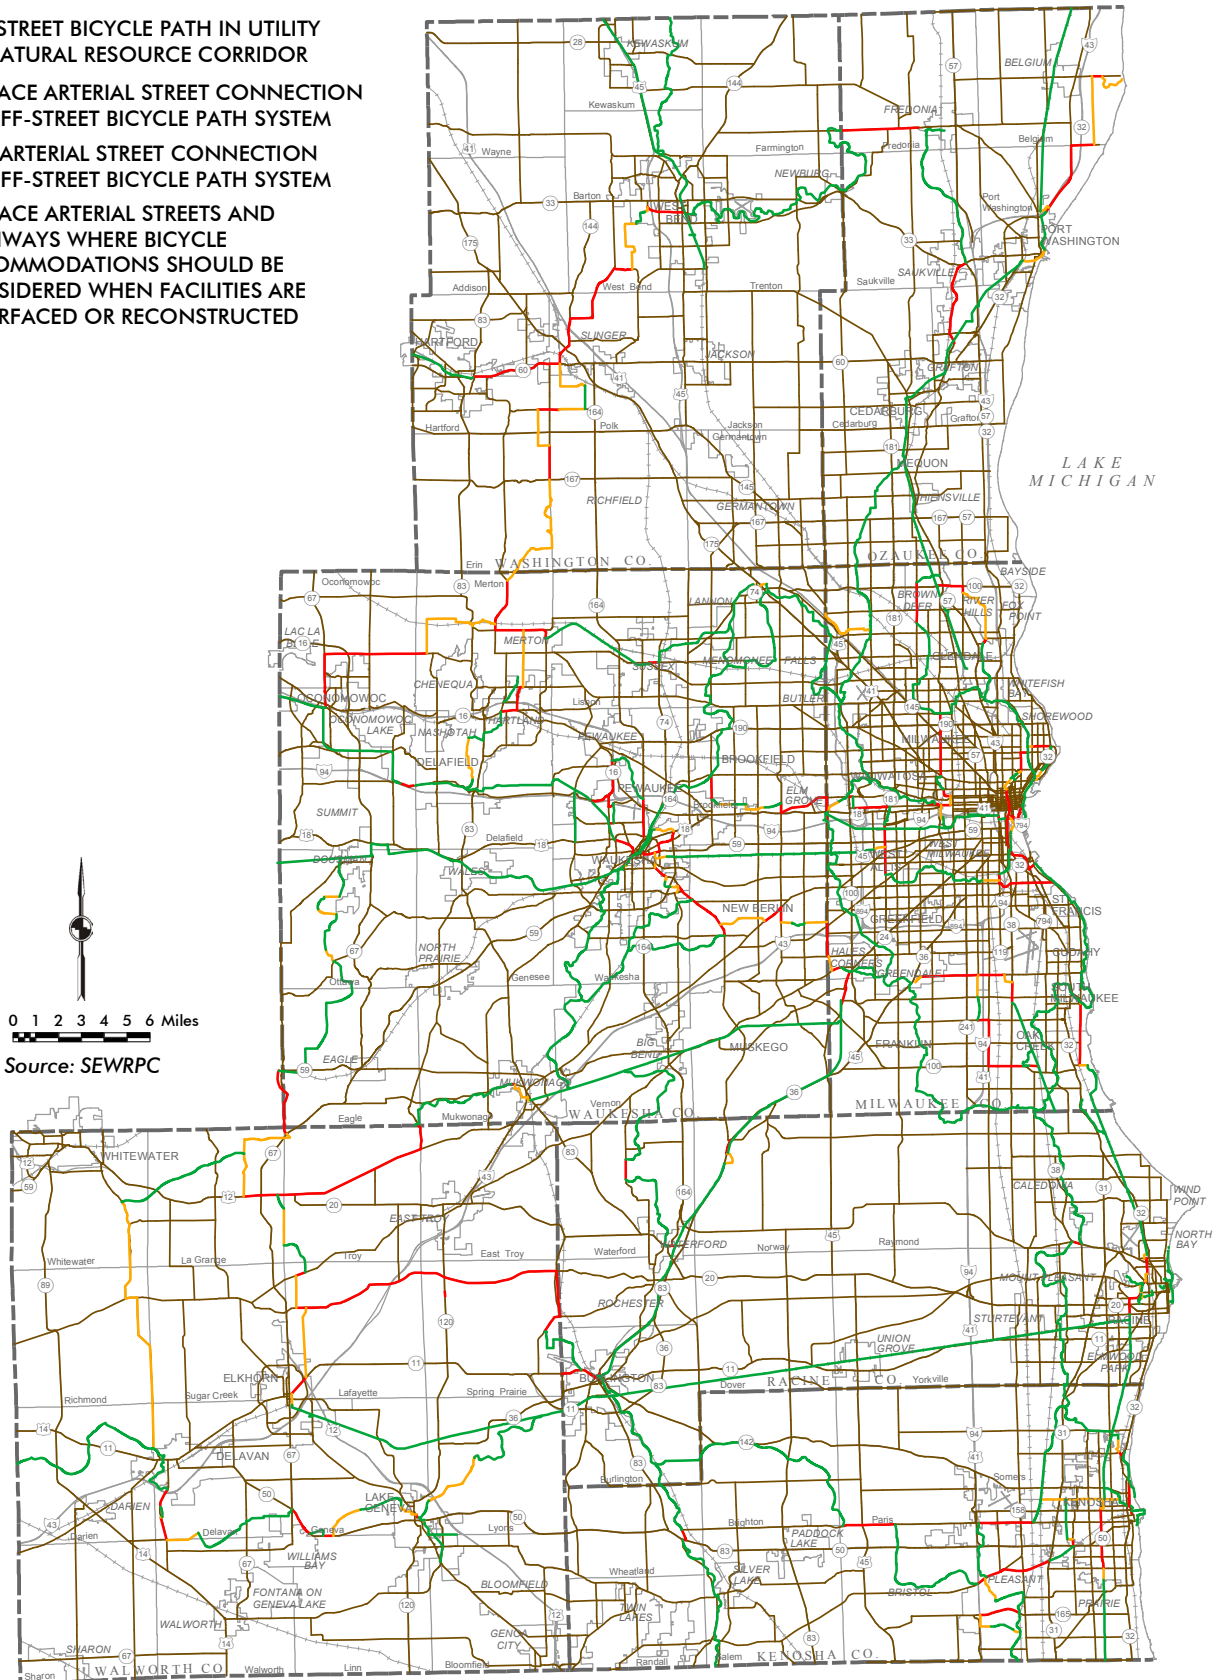 STREET BICYCLE PATH IN UTILITY
ATURAL RESOURCE CORRIDOR
ACE ARTERIAL STREET CONNECTION
FF-STREET BICYCLE PATH SYSTEM
ARTERIAL STREET CONNECTION
FF-STREET BICYCLE PATH SYSTEM
ACE ARTERIAL STREETS AND
WAYS WHERE BICYCLE
OMMODATIONS SHOULD BE
SIDERED WHEN FACILITIES ARE
RFACED OR RECONSTRUCTED
KEWASKUM
Kewaskum
Wayne
Barton
WEST
BEND
Farmington
NEWBURG
FREDONIA
Fredonia
BELGIUM
Belgium
Port
Washington
PORT
WASHINGTON
SAUKVILLE
Saukville
Addison
West Bend
Trenton
HARTFORD
SLINGER
JACKSON
GRAFTON
CEDARBURG
Cedarburg
Grafton
Hartford
Polk
Jackson
Germantown
MEQUON
THIENSVILLE
LAKE
MICHIGAN
RICHFIELD
GERMANTOWN
Erin
WASHINGTON CO.
OZAUKEE CO.
BAYSIDE
Oconomowoc
Merton
LANNON
BROWN
DEER
RIVER
HILLS
FOX
POINT
LAC LA
BELLE
MERTON
SUSSEX
MENOMONEE FALLS
GLENDALE
CHENEQUA
OCONOMOWOC
Lisbon
BUTLER
WHITEFISH
BAY
OCONOMOWOC
LAKE
NASHOTAH
HARTLAND
PEWAUKEE
SHOREWOOD
MILWAUKEE
DELAFIELD
BROOKFIELD
WAUWATOSA
PEWAUKEE
ELM
GROVE
Brookfield
SUMMIT
Delafield
DOUSMAN
WALES
WAUKESHA
WEST
ALLIS
WEST
MILWAUKEE
NEW BERLIN
GREENFIELD
ST.
FRANCIS
NORTH
PRAIRIE
Genesee
Waukesha
HALES
CORNERS
GREENDALE
CUDAHY
Ottawa
SOUTH
MILWAUKEE
0 1 2 3 4 5 6 Miles
Source: SEWRPC
EAGLE
BIG
BEND
MUSKEGO
FRANKLIN
OAK
CREEK
MUKWONAGO
Eagle
Mukwonago
Vernon
WAUKESHA CO.
MILWAUKEE CO.
WHITEWATER
CALEDONIA
WIND
POINT
NORTH
BAY
EAST TROY
Whitewater
La Grange
Troy
East Troy
Waterford
WATERFORD
Norway
Raymond
MOUNT PLEASANT
ROCHESTER
STURTEVANT
RACINE
UNION
GROVE
ELMWOOD
PARK
ELKHORN
BURLINGTON
Richmond
Sugar Creek
Lafayette
Spring Prairie
Dover
RACINE CO.
Yorkville
DELAVAN
Burlington
Somers
DARIEN
LAKE
GENEVA
KENOSHA
Darien
Delavan
Geneva
Lyons
Brighton
Paris
PADDOCK
LAKE
WILLIAMS
BAY
Wheatland
SILVER
LAKE
BRISTOL
PLEASANT
PRAIRIE
FONTANA ON
GENEVA LAKE
BLOOMFIELD
TWIN
LAKES
WALWORTH
GENOA
CITY
SHARON
Sharon
WALWORTH CO.
Walworth
Linn
Bloomfield
Randall
Salem
KENOSHA CO.